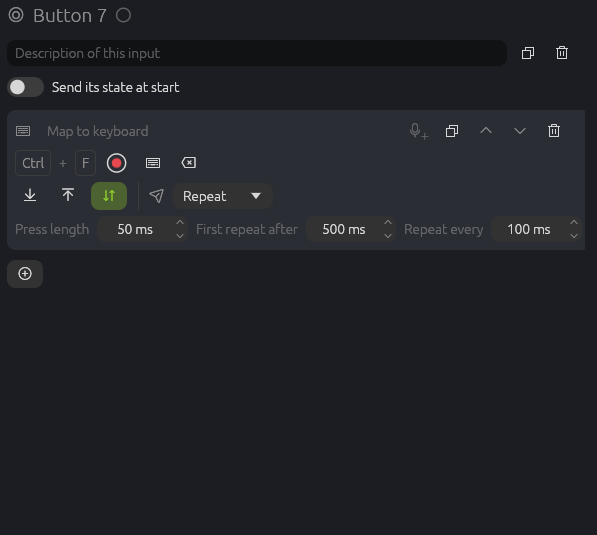 Button 7
Description of this input
Send its state at start
Map to keyboard
Ctrl + F
Repeat
Press length 50 ms First repeat after 500 ms Repeat every 100 ms